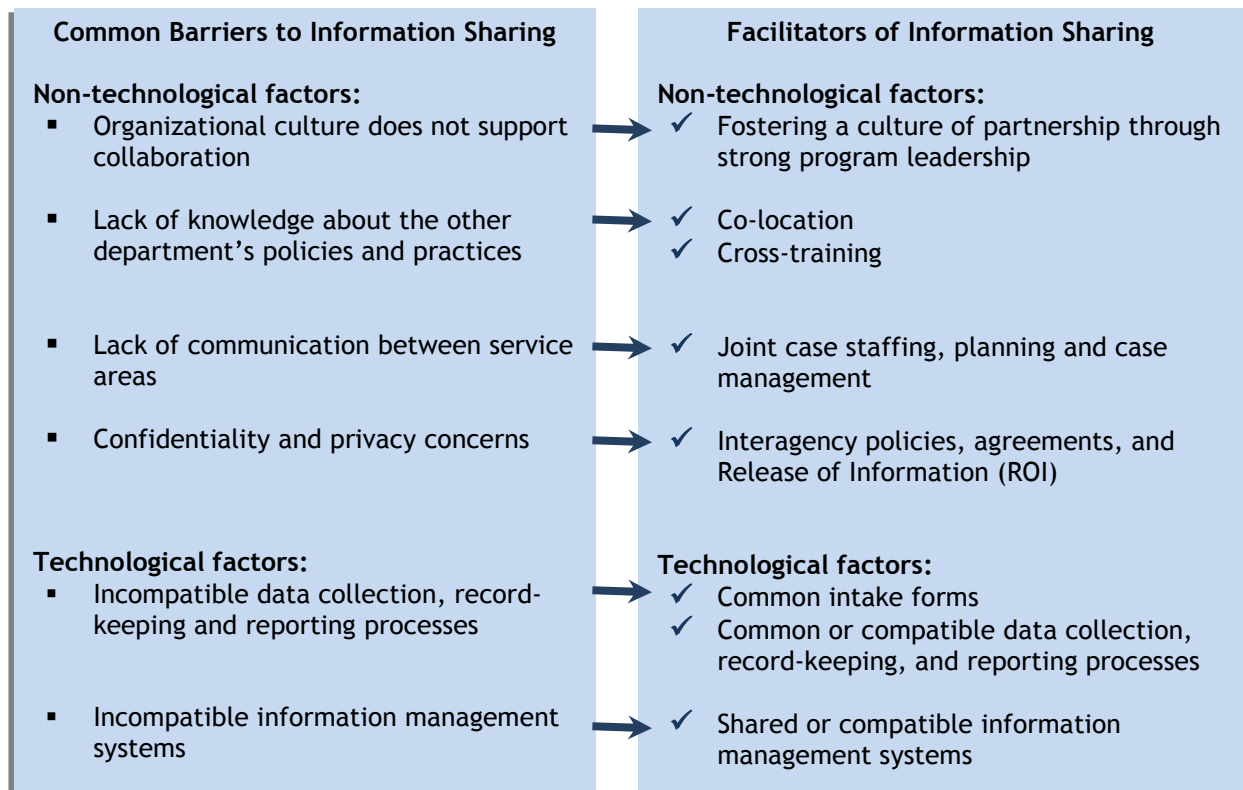 Common Barriers to Information Sharing
Non-technological factors:
▪ Organizational culture does not support
collaboration
▪ Lack of knowledge about the other
department’s policies and practices
▪ Lack of communication between service
areas
▪ Confidentiality and privacy concerns
Technological factors:
▪ Incompatible data collection, record-
keeping and reporting processes
▪ Incompatible information management
systems
Facilitators of Information Sharing
Non-technological factors:
✓ Fostering a culture of partnership through
strong program leadership
✓ Co-location
✓ Cross-training
✓ Joint case staffing, planning and case
management
✓ Interagency policies, agreements, and
Release of Information (ROI)
Technological factors:
✓ Common intake forms
✓ Common or compatible data collection,
record-keeping, and reporting processes
✓ Shared or compatible information
management systems